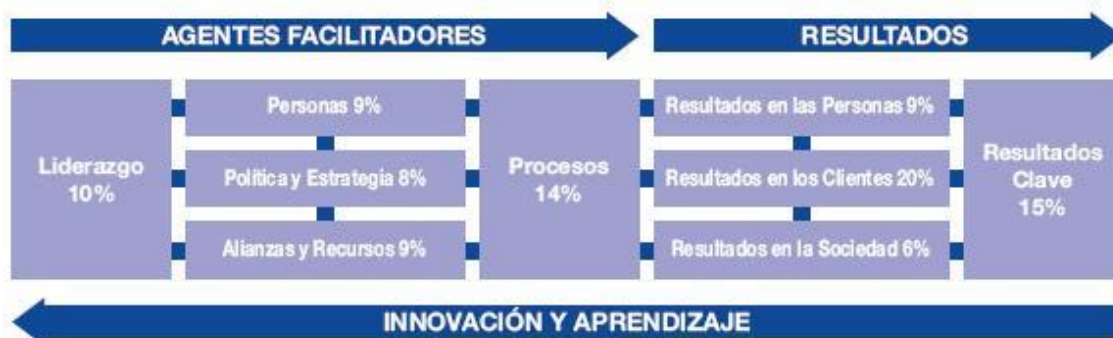 AGENTES FACILITADORES
RESULTADOS
Liderazgo
10%
Personas 9%
Política y Estrategia 8%
Alianzas y Recursos 9%
Procesos
14%
Resultados en las Personas 9%
Resultados en los Clientes 20%
Resultados en la Sociedad 6%
Resultados
Clave
15%
INNOVACIÓN Y APRENDIZAJE